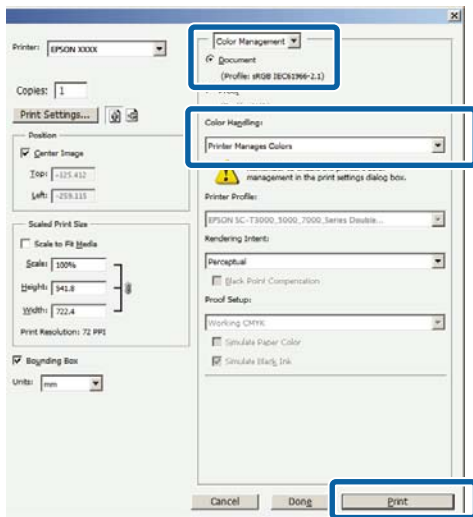 Printer: EPSON XXXX
Copies: 1
Print Settings...
Position
Center Image
Top: -125.412
Left: -259.115
Scaled Print Size
Scale to Fit Media
Scale: 100%
Height: 941.8
Width: 722.4
Print Resolution: 72 PPI
Bounding Box
Units: mm
Color Management
Document
(Profile: sRGB IEC61966-2.1)
Color Handling:
Printer Manages Colors
management in the print settings dialog box.
Printer Profile:
EPSON SC-T3000_5000_7000_Series Double...
Rendering Intent:
Perceptual
Black Point Compensation
Proof Setup:
Working CMYK
Simulate Paper Color
Simulate Black Ink
Cancel
Done
Print